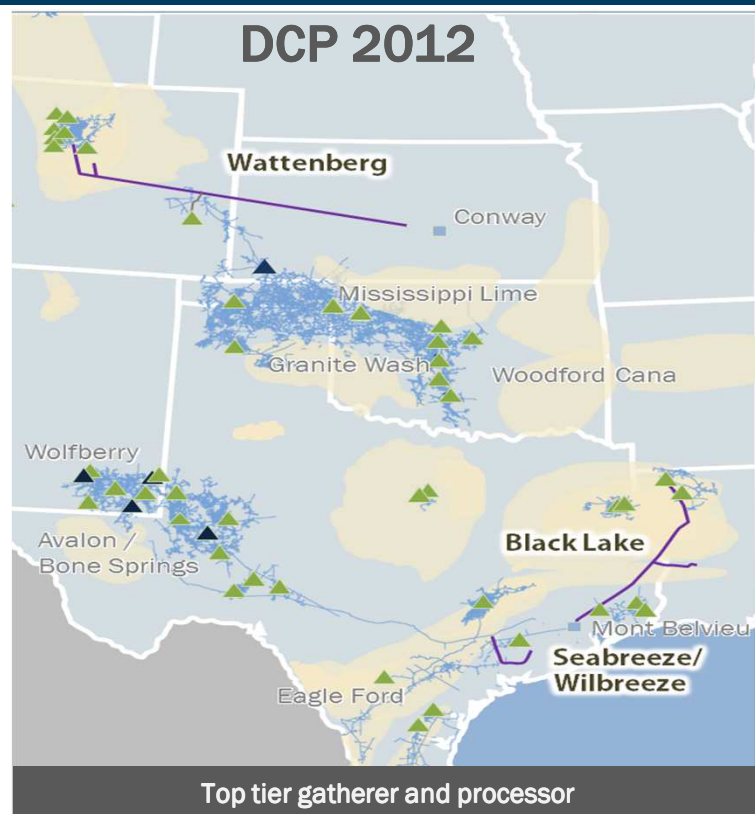 DCP 2012
Wattenberg
Conway
Mississippi Lime
Granite Wash
Woodford Cana
Wolfberry
Avalon /
Bone Springs
Black Lake
Mont Belvieu
Seabreeze/
Wilbreeze
Eagle Ford
Top tier gatherer and processor